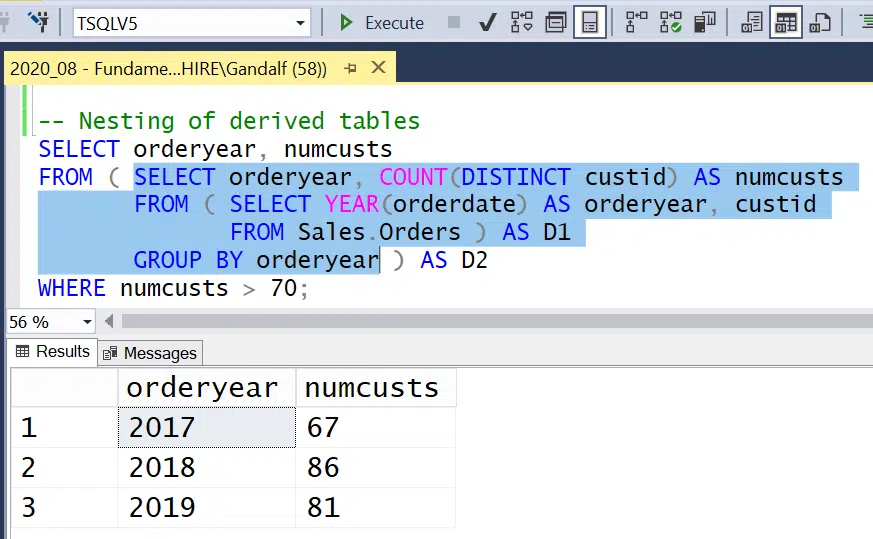 TSQLV5 Execute
2020_08 - Fundame...HIRE\Gandalf (58))
-- Nesting of derived tables
SELECT orderyear, numcusts
FROM ( SELECT orderyear, COUNT(DISTINCT custid) AS numcusts
FROM ( SELECT YEAR(orderdate) AS orderyear, custid
FROM Sales.Orders ) AS D1
GROUP BY orderyear ) AS D2
WHERE numcusts > 70;
56 %
Results Messages
orderyear numcusts
1 2017 67
2 2018 86
3 2019 81